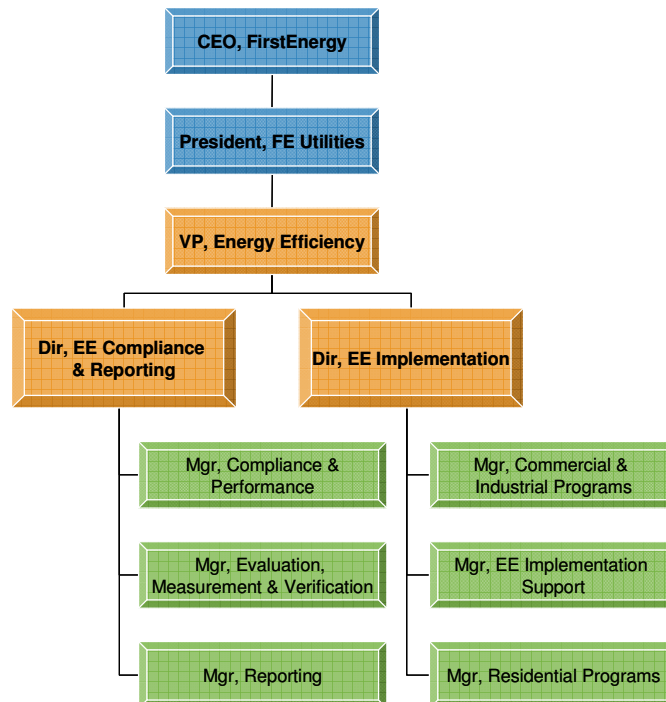 CEO, FirstEnergy
President, FE Utilities
VP, Energy Efficiency
Dir, EE Compliance
& Reporting
Dir, EE Implementation
Mgr, Compliance &
Performance
Mgr, Commercial &
Industrial Programs
Mgr, Evaluation,
Measurement & Verification
Mgr, EE Implementation
Support
Mgr, Reporting
Mgr, Residential Programs